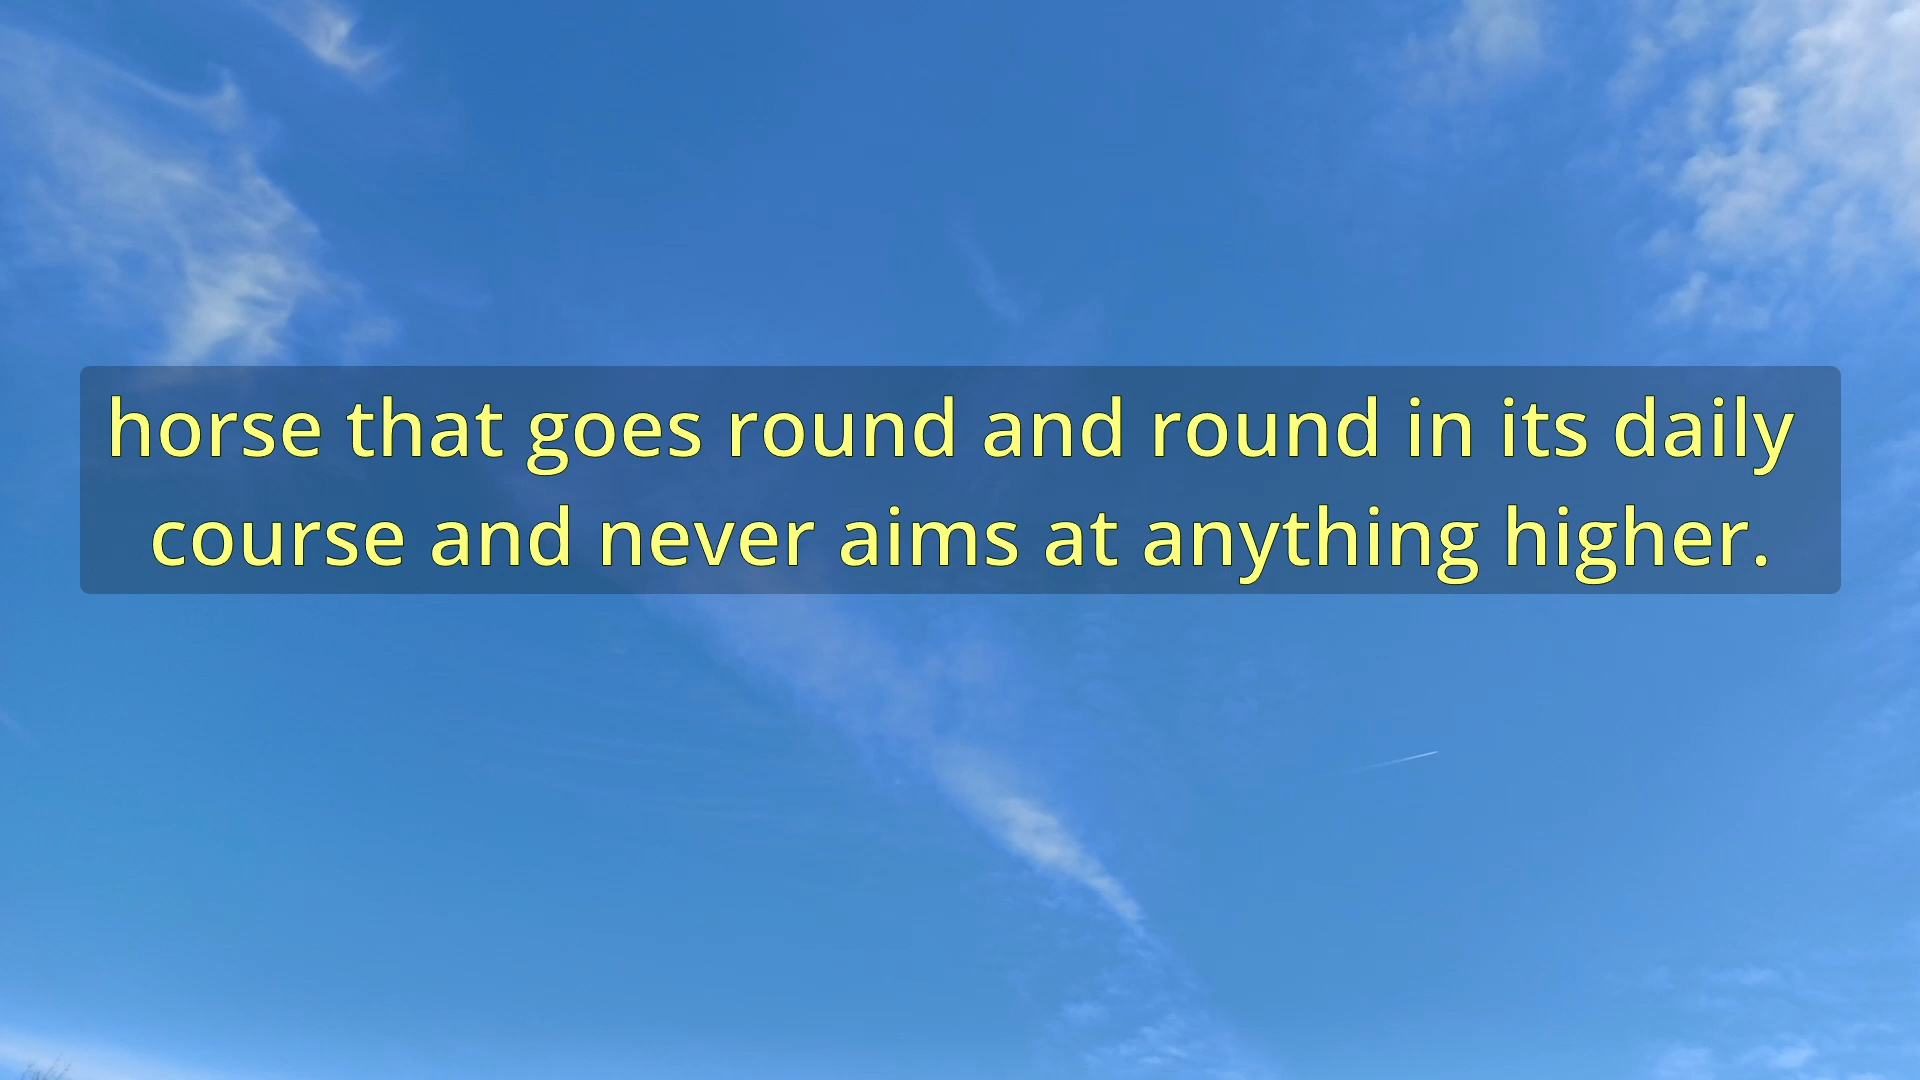 horse that goes round and round in its daily
course and never aims at anything higher.